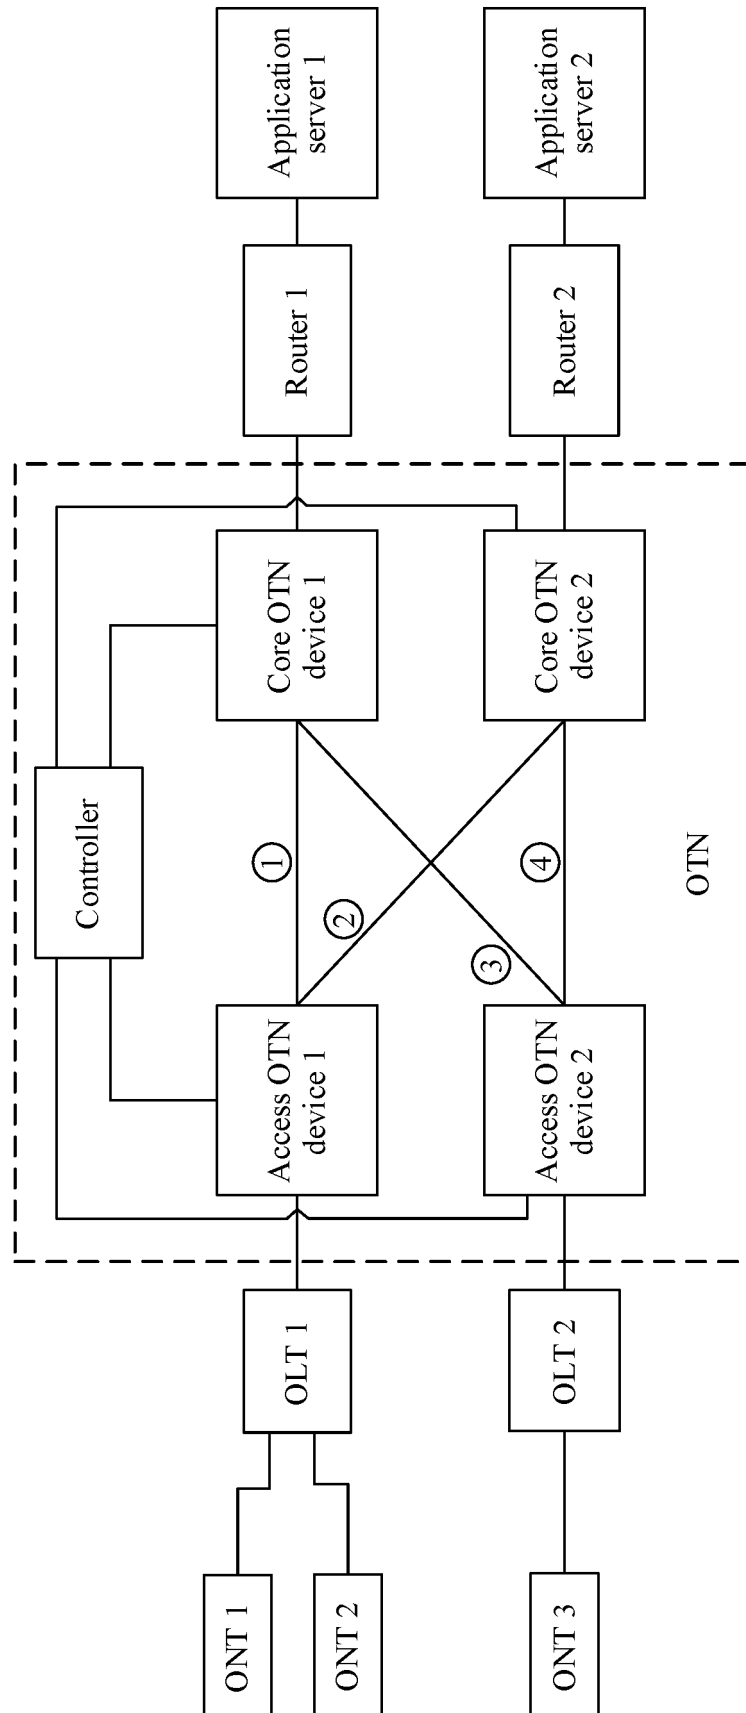 Application
server 1
Application
server 2
Router 1
Router 2
Core OTN
device 1
Core OTN
device 2
Controller
1
2
3
4
OTN
Access OTN
device 1
Access OTN
device 2
OLT 1
OLT 2
ONT 1
ONT 2
ONT 3